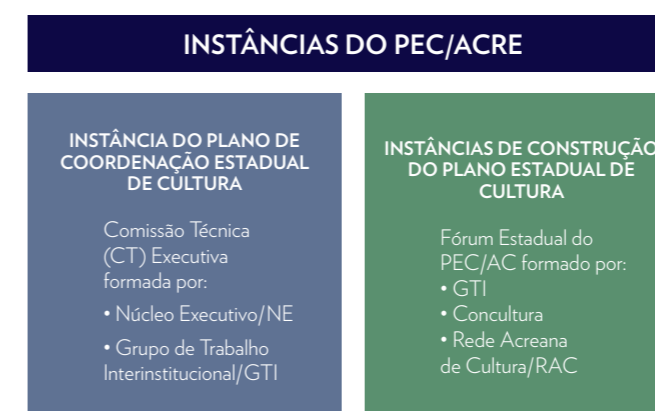 INSTÂNCIAS DO PEC/ACRE
INSTÂNCIA DO PLANO DE
COORDENAÇÃO ESTADUAL
DE CULTURA
Comissão Técnica
(CT) Executiva
formada por:
• Núcleo Executivo/NE
• Grupo de Trabalho
Interinstitucional/GTI
INSTÂNCIAS DE CONSTRUÇÃO
DO PLANO ESTADUAL DE
CULTURA
Fórum Estadual do
PEC/AC formado por:
• GTI
• Concultura
• Rede Acreana
de Cultura/RAC